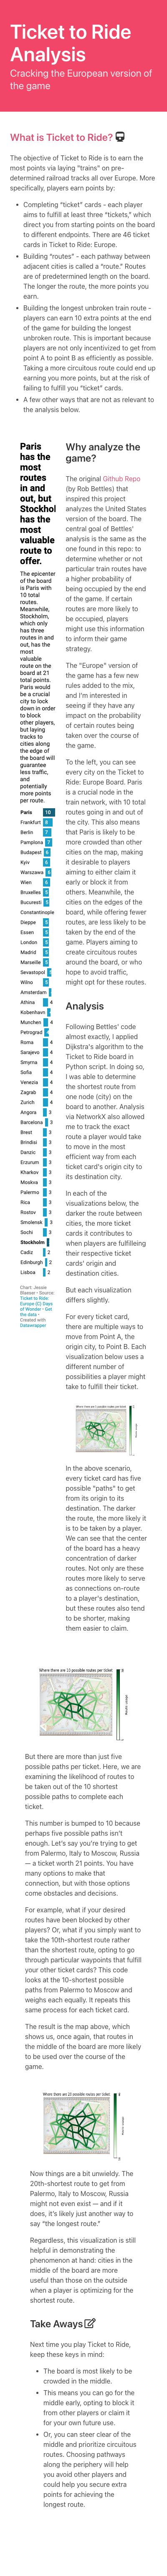 Ticket to Ride
Analysis
Cracking the European version of
the game
What is Ticket to Ride?
The objective of Ticket to Ride is to earn the
most points via laying "trains" on pre-
determined railroad tracks all over Europe. More
specifically, players earn points by:
Completing "ticket" cards - each player
aims to fulfill at least three "tickets," which
direct you from starting points on the board
to different endpoints. There are 46 ticket
cards in Ticket to Ride: Europe.
Building "routes" - each pathway between
adjacent cities is called a "route." Routes
are of predetermined length on the board.
The longer the route, the more points you
earn.
Building the longest unbroken train route -
players can earn 10 extra points at the end
of the game for building the longest
unbroken route. This is important because
players are not only incentivized to get from
point A to point B as efficiently as possible.
Taking a more circuitous route could end up
earning you more points, but at the risk of
failing to fulfill you "ticket" cards.
A few other ways that are not as relevant to
the analysis below.
Paris
has the
most
routes
in and
out, but
Stockhol
has the
most
valuable
route to
offer.
The epicenter
of the board
is Paris with
10 total
routes.
Meanwhile,
Stockholm,
which only
has three
routes in and
out, has the
most
valuable
route on the
board at 21
total points.
Paris would
be a crucial
city to lock
down in order
to block
other players,
but laying
tracks to
cities along
the edge of
the board will
guarantee
less traffic,
and
potentially
more points
per route.
Paris 10
Frankfurt 8
Berlin 7
Pamplona 7
Budapest 6
Kyiv 6
Warszawa 6
Wien 6
Bruxelles 5
Bucuresti 5
Constantinople
Dieppe 5
Essen 5
London 5
Madrid 5
Marseille 5
Sevastopol
Wilno 5
Amsterdam
Athina 4
Kobenhavn
Munchen 4
Petrograd 4
Roma 4
Sarajevo 4
Smyrna 4
Sofia 4
Venezia 4
Zagrab 4
Zurich 4
Angora 3
Barcelona 3
Brest 3
Brindisi 3
Danzic 3
Erzurum 3
Kharkov 3
Moskva 3
Palermo 3
Rica 3
Rostov 3
Smolensk 3
Sochi 3
Stockholm
Cadiz 2
Edinburgh 2
Lisboa 2
Chart: Jessie
Blaeser • Source:
Ticket to Ride:
Europe (C) Days
of Wonder • Get
the data •
Created with
Datawrapper
Why analyze the
game?
The original Github Repo
(by Rob Bettles) that
inspired this project
analyzes the United States
version of the board. The
central goal of Bettles'
analysis is the same as the
one found in this repo: To
determine whether or not
particular train routes have
a higher probability of
being occupied by the end
of the game. If certain
routes are more likely to
be occupied, players
might use this information
to inform their game
strategy.
The "Europe" version of
the game has a few new
rules added to the mix,
and I'm interested in
seeing if they have any
impact on the probability
of certain routes being
taken over the course of
the game.
To the left, you can see
every city on the Ticket to
Ride: Europe Board. Paris
is a crucial point in the
train network, with 10 total
routes going in and out of
the city. This also means
that Paris is likely to be
more crowded than other
cities on the map, making
it desirable to players
aiming to either claim it
early or block it from
others. Meanwhile, the
cities on the edges of the
board, while offering fewer
routes, are less likely to be
taken by the end of the
game. Players aiming to
create circuitous routes
around the board, or who
hope to avoid traffic,
might opt for these routes.
Analysis
Following Bettles' code
almost exactly, I applied
Dijkstra's algorithm to the
Ticket to Ride board in
Python scripting. In doing
so, I was able to determine
the shortest possible route
from one node (city) on
the board to another.
Analysis via Network
Analysis allowed
me to track the exact
route a player would take
to move in the most
efficient way from each
ticket card's origin city to
its destination city.
In each of the
visualizations below, the
darker the routes between
cities, the more ticket
cards it contributes to
when players are fulfilling
their respective ticket
cards' origin and
destination cities.
But each visualization
differs slightly.
For every ticket card,
there are multiple ways to
move from Point A, the
origin city, to Point B. Each
visualization below uses a
different number of
possibilities a player might
take to fulfill their ticket.
In the above scenario,
every ticket card has five
possible "paths" to get
from its origin to its
destination. The darker
the route, the more likely it
is to be taken by a player.
We can see that the center
of the board has a heavy
concentration of darker
routes. Not only are these
routes more likely to serve
as connections on-route
to a player's destination,
but these routes also tend
to be shorter, making
them easier to claim.
Where there are 10 possible routes per ticket
But there are more than just five
possible paths per ticket. Here, we are
examining the likelihood of routes to
be taken out of the 10 shortest
possible paths to complete each
ticket.
This number is bumped to 10 because
perhaps five possible paths isn't
enough. Let's say you're trying to get
from Palermo, Italy to Moscow, Russia
— a ticket worth 21 points. You have
many options to make that
connection, but with those options
come obstacles and decisions.
For example, what if your desired
routes have been blocked by other
players? Or, what if you simply want to
take the 10th-shortest route rather
than the shortest route, opting to go
through particular waypoints that fulfill
your other ticket cards? This code
looks at the 10-shortest possible
paths from Palermo to Moscow and
weighs each equally. It repeats this
same process for each ticket card.
The result is the map above, which
shows us, once again, that routes in
the middle of the board are more likely
to be used over the course of the
game.
Where there are 20 possible routes per ticket
Now things are a bit unwieldy. The
20th-shortest route to get from
Palermo, Italy to Moscow, Russia
might not even exist — and if it
does, it's likely just another way to
say "the longest route."
Regardless, this visualization is still
helpful in demonstrating the
phenomenon at hand: cities in the
middle of the board are more
useful than those on the outside
when a player is optimizing for the
shortest route.
Take Aways
Next time you play Ticket to Ride,
keep these keys in mind:
The board is most likely to be
crowded in the middle.
This means you can go for the
middle early, opting to block it
from other players or claim it
for your own future use.
Or, you can steer clear of the
middle and prioritize circuitous
routes. Choosing pathways
along the periphery will help
you avoid other players and
could help you secure extra
points for achieving the
longest route.